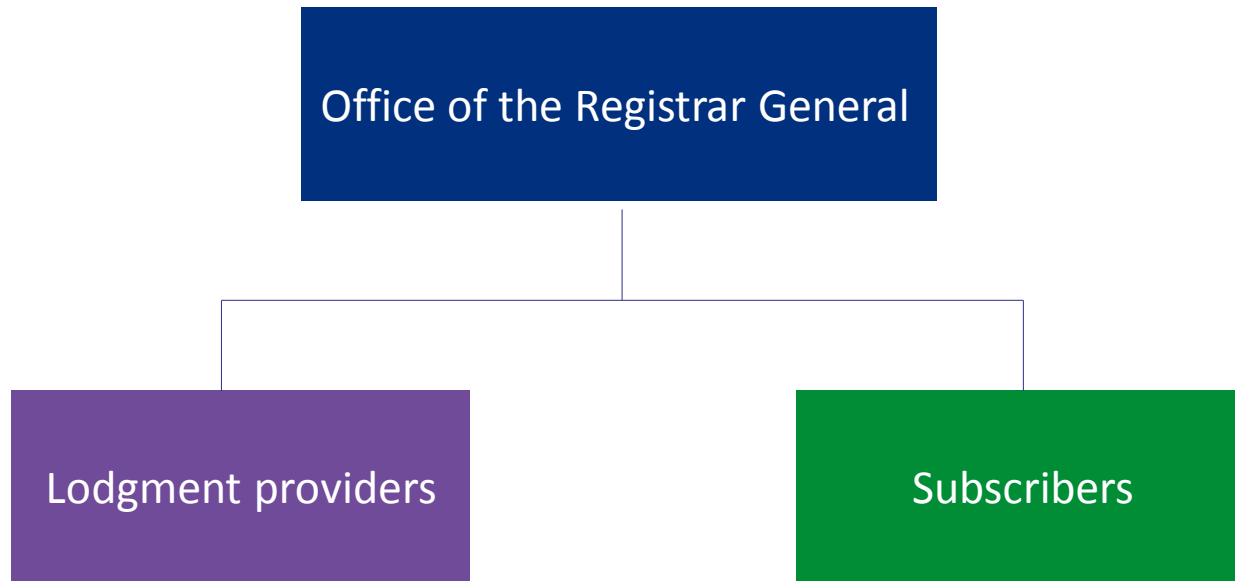 Office of the Registrar General
Lodgment providers
Subscribers